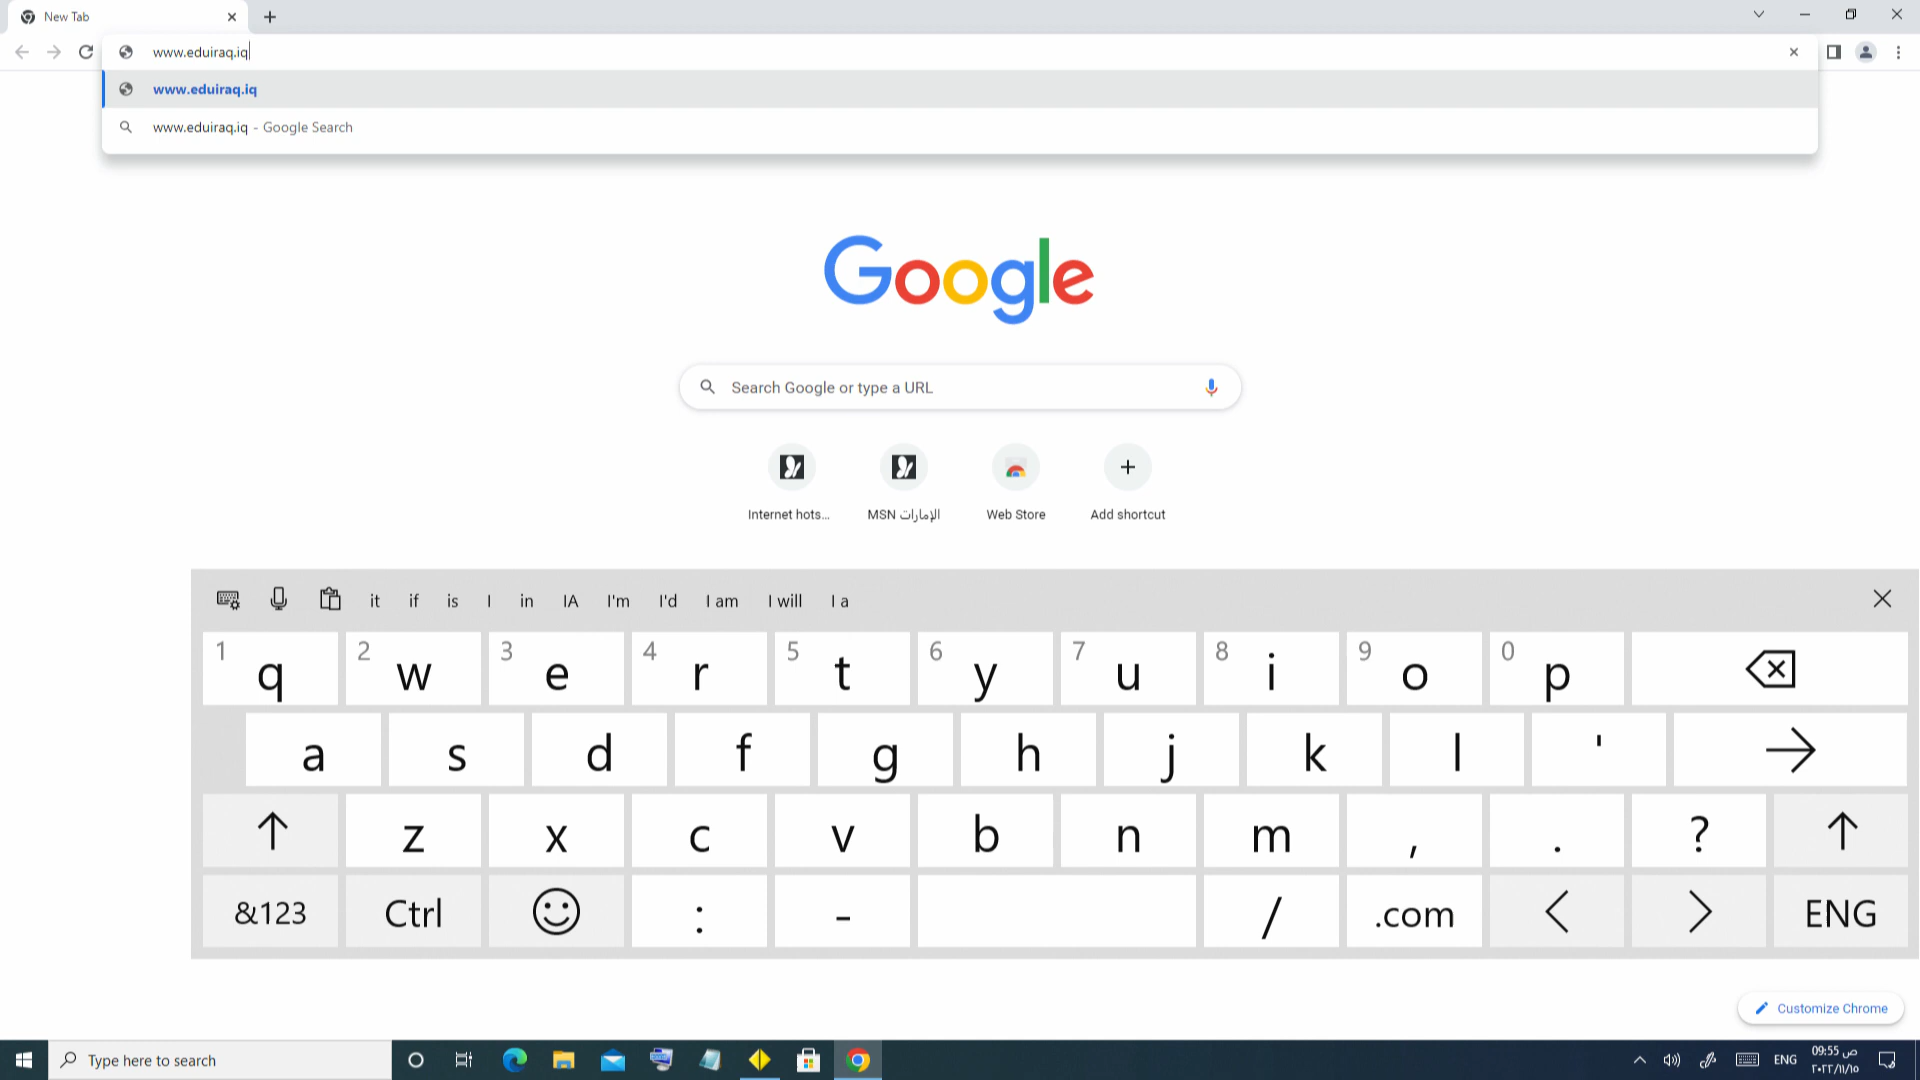 New Tab
www.eduiraq.iq
www.eduiraq.iq
www.eduiraq.iq - Google Search
Google
Search Google or type a URL
Internet hots...
MSN الإمارات
Web Store
Add shortcut
it if is I in IA I'm I'd I am I will I a
1 q 2 w 3 e 4 r 5 t 6 y 7 u 8 i 9 o 0 p
a s d f g h j k l '
z x c v b n m , . ?
&123 Ctrl : - / .com < > ENG
Customize Chrome
Type here to search
ENG
09:55 ص
٢٠٢٢/١١/١٥